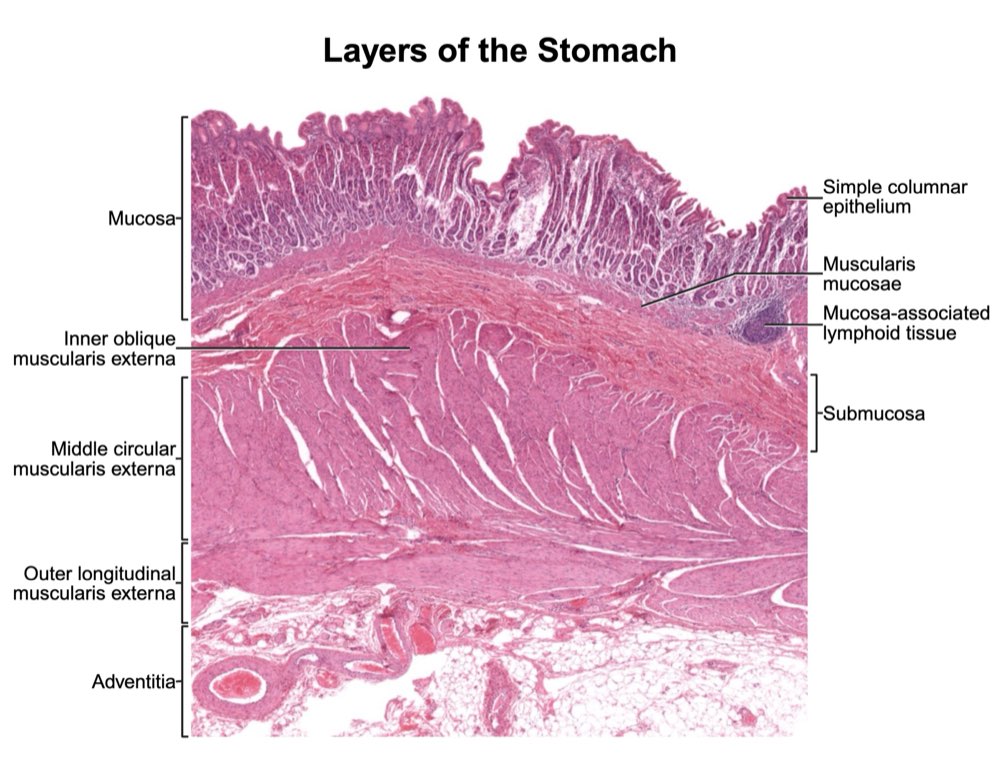 Layers of the Stomach
Mucosa
Inner oblique
muscularis externa
Middle circular
muscularis externa
Outer longitudinal
muscularis externa
Adventitia
Simple columnar
epithelium
Muscularis
mucosae
Mucosa-associated
lymphoid tissue
Submucosa